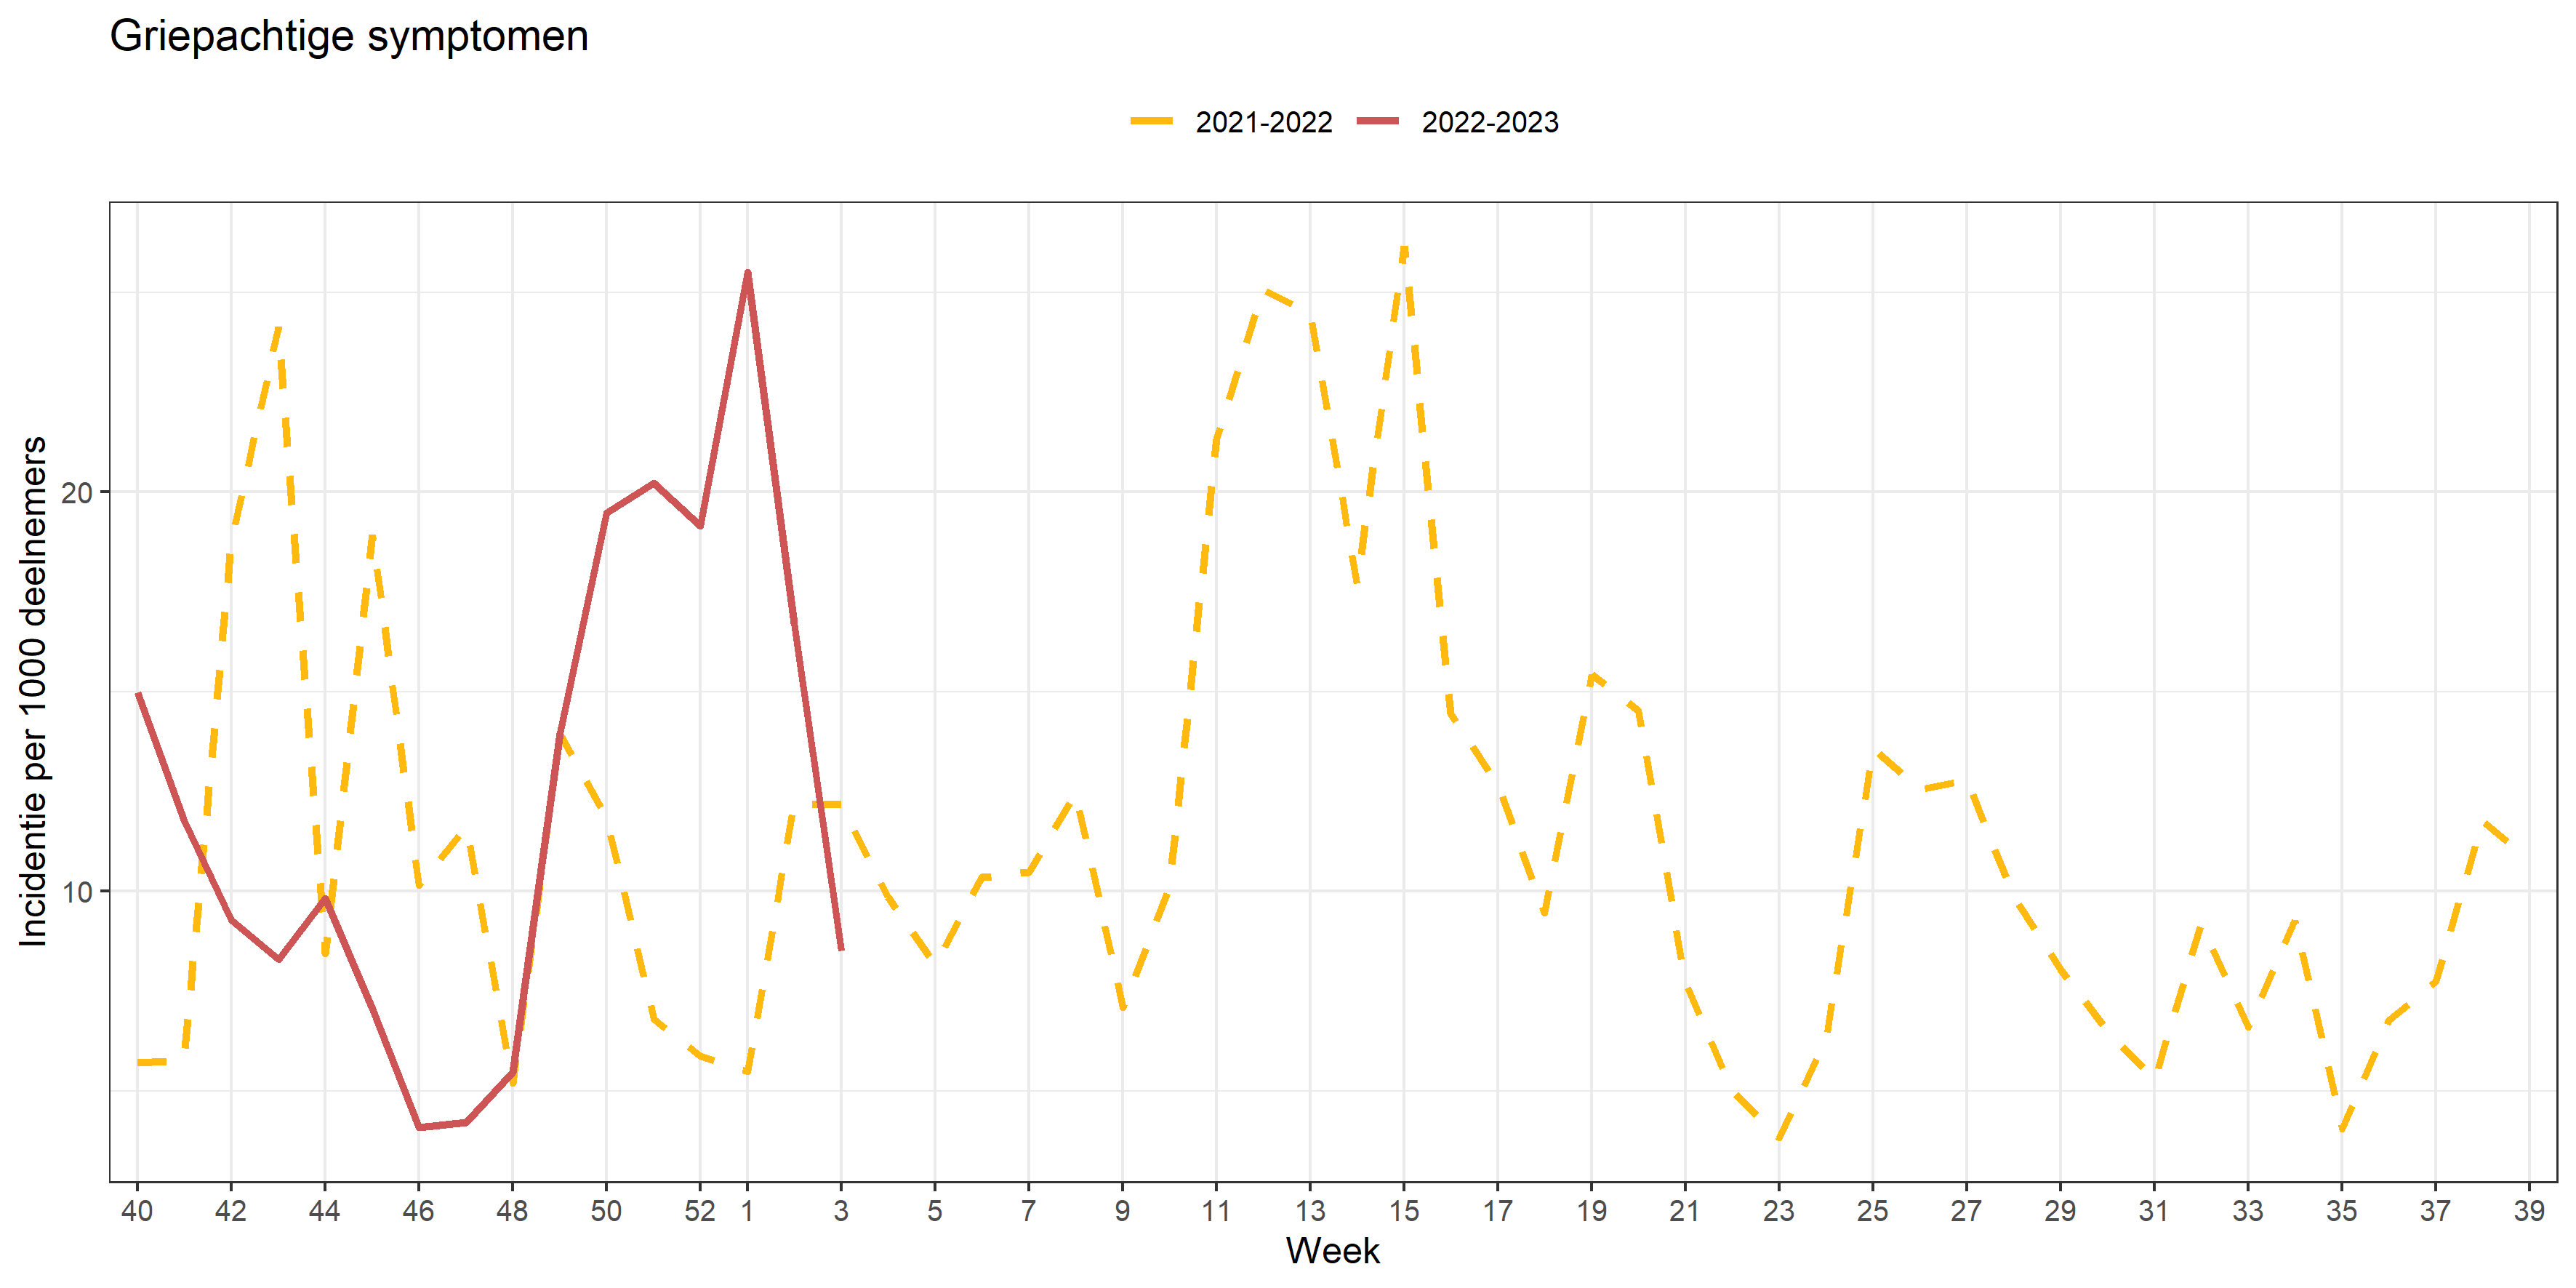 Griepachtige symptomen
2021-2022 2022-2023
Incidentie per 1000 deelnemers
20
10
40 42 44 46 48 50 52 1 3 5 7 9 11 13 15 17 19 21 23 25 27 29 31 33 35 37 39
Week